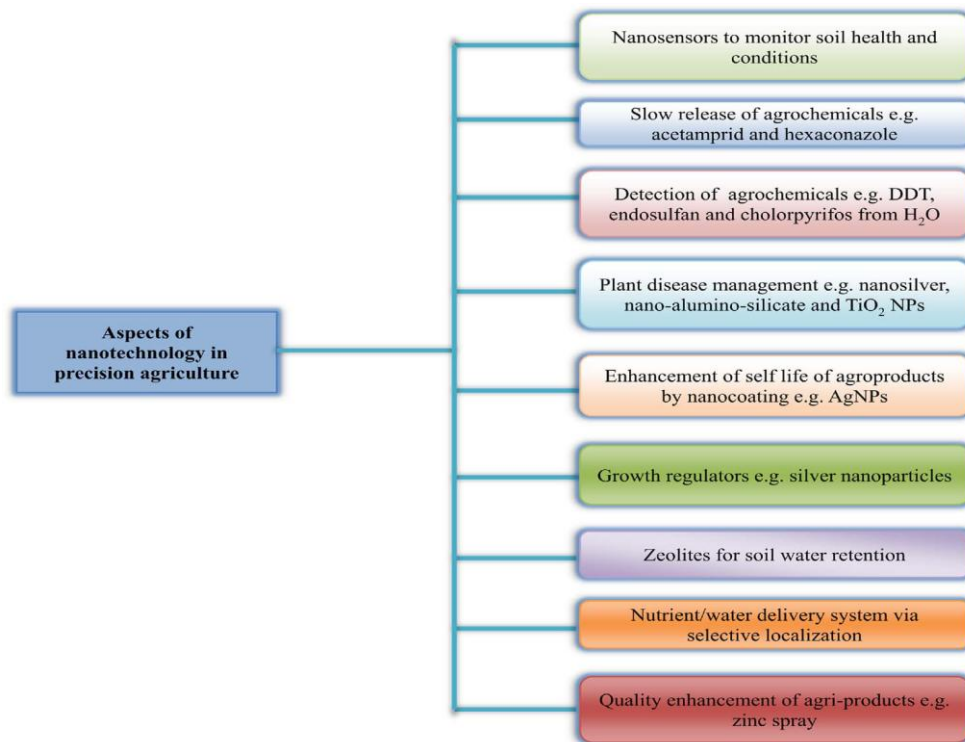 Nanosensors to monitor soil health and
conditions
Slow release of agrochemicals e.g.
acetamprid and hexaconazole
Detection of agrochemicals e.g. DDT,
endosulfan and cholorpyrifos from H₂O
Plant disease management e.g. nanosilver,
nano-alumino-silicate and TiO₂ NPs
Aspects of
nanotechnology in
precision agriculture
Enhancement of self life of agroproducts
by nanocoating e.g. AgNPs
Growth regulators e.g. silver nanoparticles
Zeolites for soil water retention
Nutrient/water delivery system via
selective localization
Quality enhancement of agri-products e.g.
zinc spray